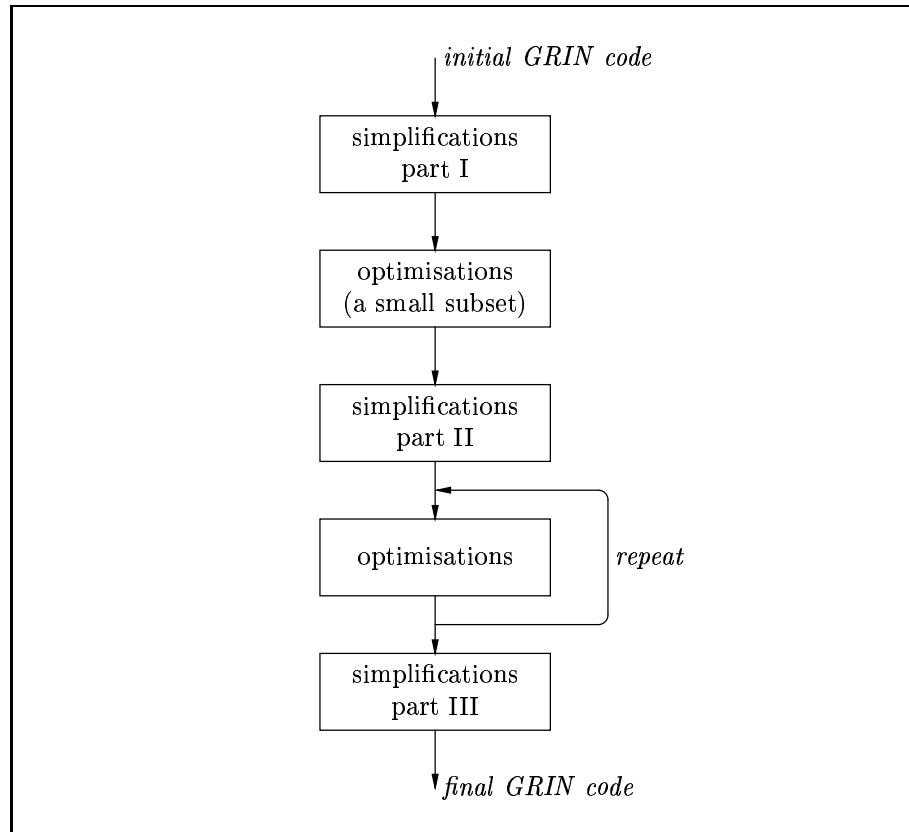 initial GRIN code
simplifications
part I
optimisations
(a small subset)
simplifications
part II
optimisations
repeat
simplifications
part III
final GRIN code